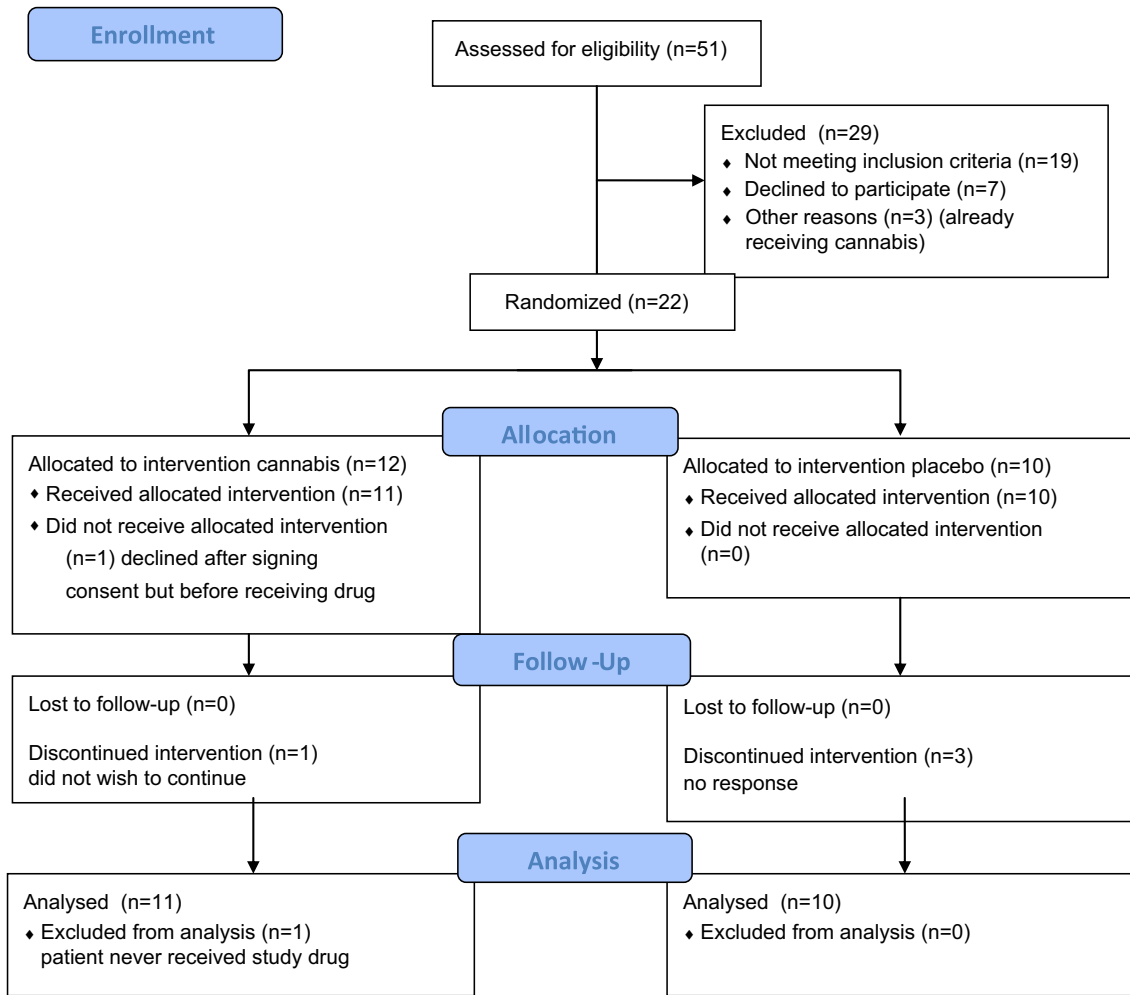 Enrollment
Assessed for eligibility (n=51)
Excluded (n=29)
♦ Not meeting inclusion criteria (n=19)
♦ Declined to participate (n=7)
♦ Other reasons (n=3) (already
receiving cannabis)
Randomized (n=22)
Allocation
Allocated to intervention cannabis (n=12)
♦ Received allocated intervention (n=11)
♦ Did not receive allocated intervention
(n=1) declined after signing
consent but before receiving drug
Allocated to intervention placebo (n=10)
♦ Received allocated intervention (n=10)
♦ Did not receive allocated intervention
(n=0)
Follow-Up
Lost to follow-up (n=0)
Discontinued intervention (n=1)
did not wish to continue
Lost to follow-up (n=0)
Discontinued intervention (n=3)
no response
Analysis
Analysed (n=11)
♦ Excluded from analysis (n=1)
patient never received study drug
Analysed (n=10)
♦ Excluded from analysis (n=0)